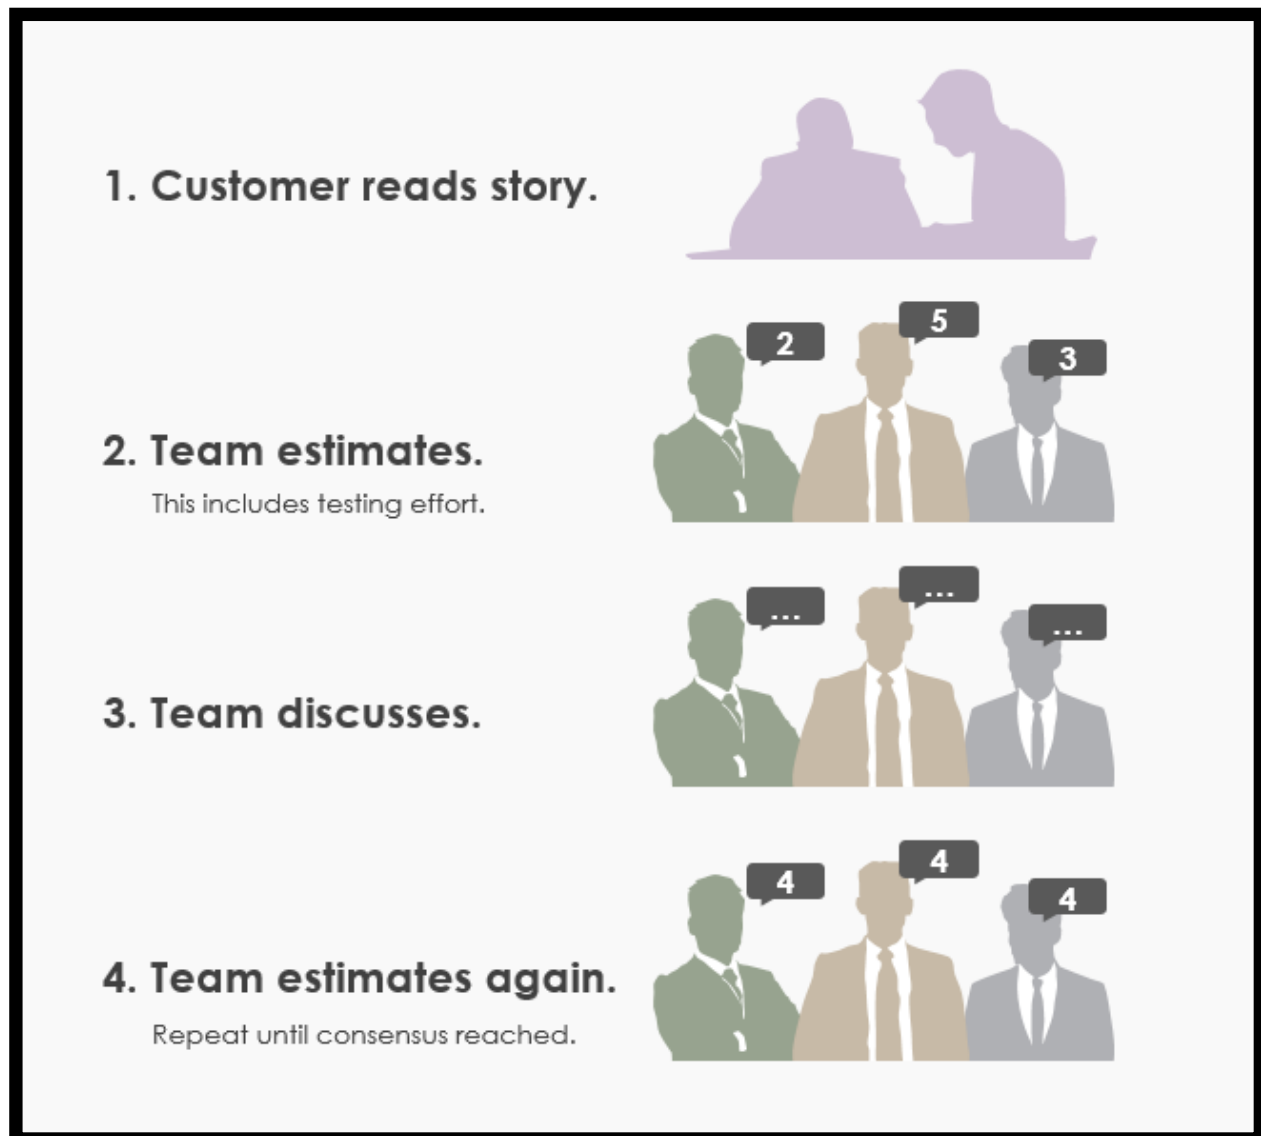 1. Customer reads story.
2
5
3
2. Team estimates.
This includes testing effort.
...
...
...
3. Team discusses.
4
4
4
4. Team estimates again.
Repeat until consensus reached.